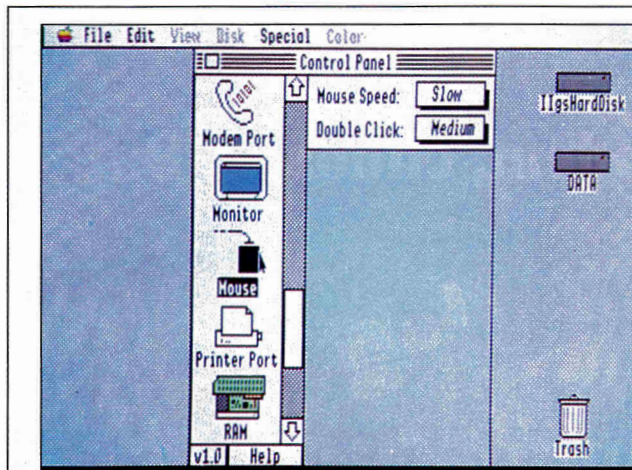 File Edit View Disk Special Color
Control Panel
Modem Port
Monitor
Mouse
Printer Port
RAM
v1.0 Help
Mouse Speed: Slow
Double Click: Medium
IIgsHardDisk
DATA
Trash